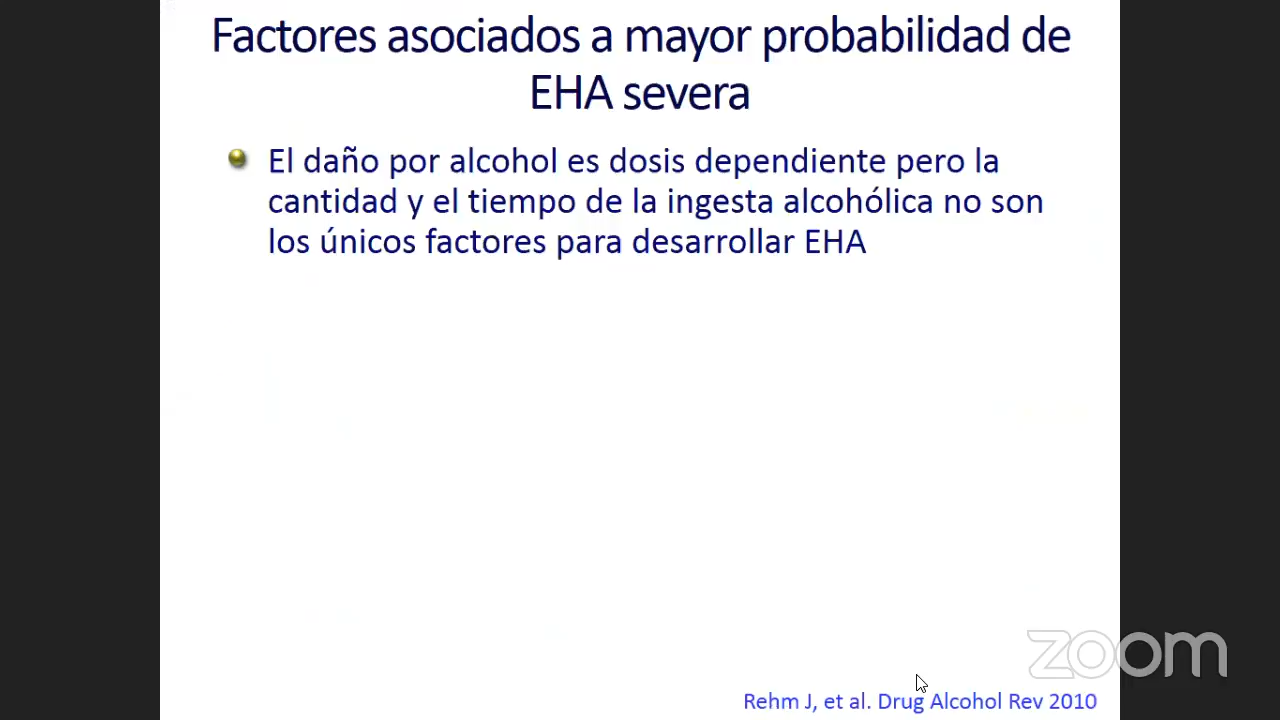 Factores asociados a mayor probabilidad de
EHA severa
El daño por alcohol es dosis dependiente pero la
cantidad y el tiempo de la ingesta alcohólica no son
los únicos factores para desarrollar EHA
zoom
Rehm J, et al. Drug Alcohol Rev 2010